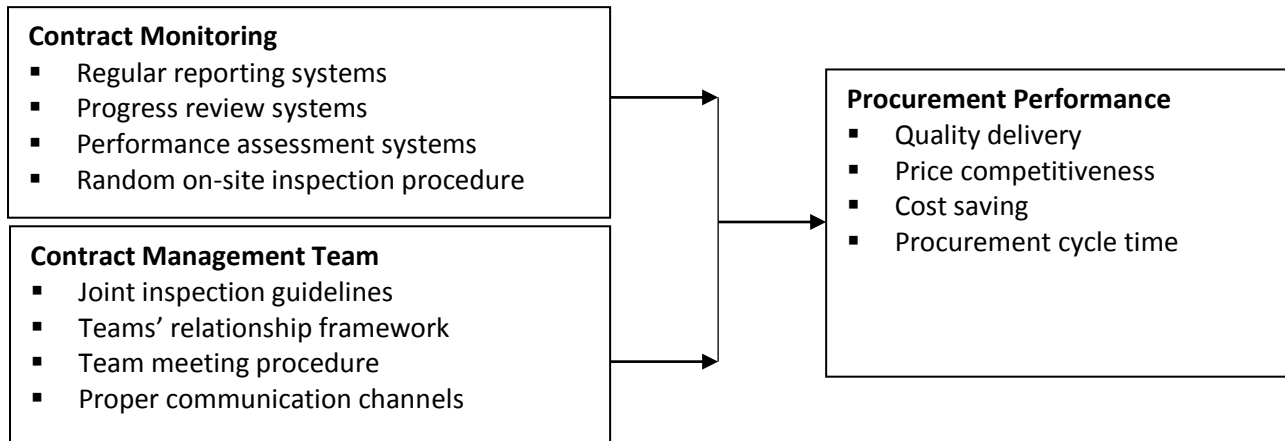 Contract Monitoring
▪ Regular reporting systems
▪ Progress review systems
▪ Performance assessment systems
▪ Random on-site inspection procedure
Contract Management Team
▪ Joint inspection guidelines
▪ Teams’ relationship framework
▪ Team meeting procedure
▪ Proper communication channels
Procurement Performance
▪ Quality delivery
▪ Price competitiveness
▪ Cost saving
▪ Procurement cycle time